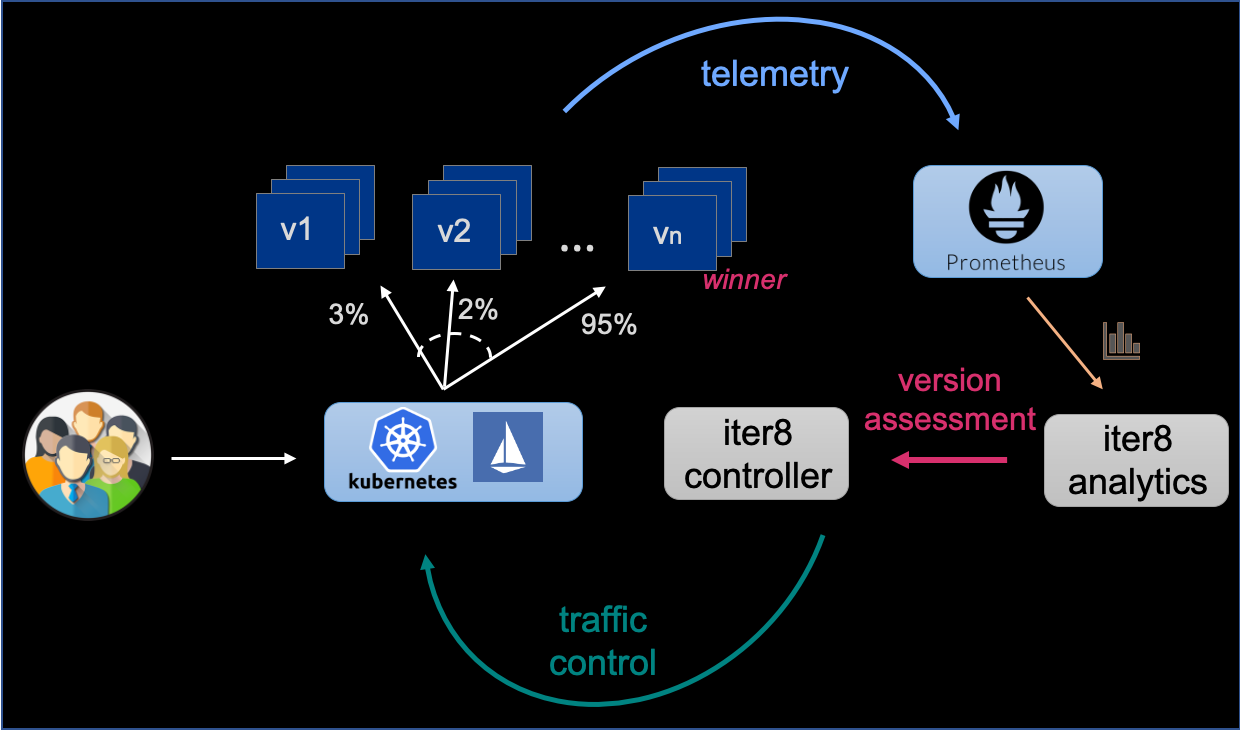 telemetry
v1
v2
...
vn
Prometheus
winner
3%
2%
95%
version
assessment
kubernetes
iter8
controller
iter8
analytics
traffic
control